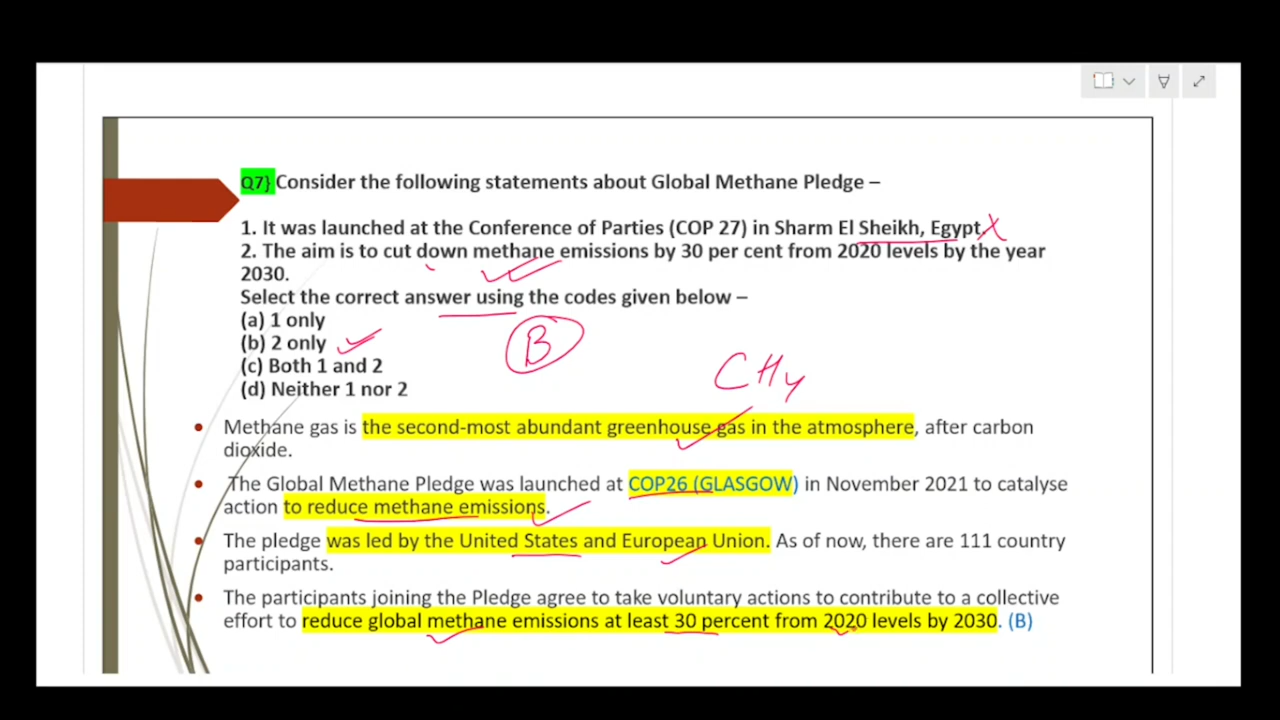 Q7} Consider the following statements about Global Methane Pledge –
1. It was launched at the Conference of Parties (COP 27) in Sharm El Sheikh, Egypt. X
2. The aim is to cut down methane emissions by 30 per cent from 2020 levels by the year
2030.
Select the correct answer using the codes given below –
(a) 1 only
(b) 2 only
B
(c) Both 1 and 2
CH4
(d) Neither 1 nor 2
• Methane gas is the second-most abundant greenhouse gas in the atmosphere, after carbon
dioxide.
• The Global Methane Pledge was launched at COP26 (GLASGOW) in November 2021 to catalyse
action to reduce methane emissions.
• The pledge was led by the United States and European Union. As of now, there are 111 country
participants.
• The participants joining the Pledge agree to take voluntary actions to contribute to a collective
effort to reduce global methane emissions at least 30 percent from 2020 levels by 2030. (B)